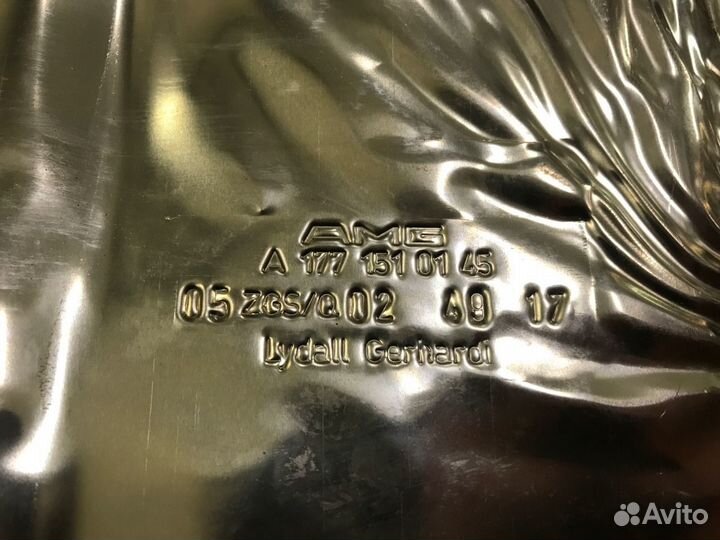 AMG
A 177 151 01 45
05 ZGS/Q 02 49 17
Lydall Gerhardi
Avito